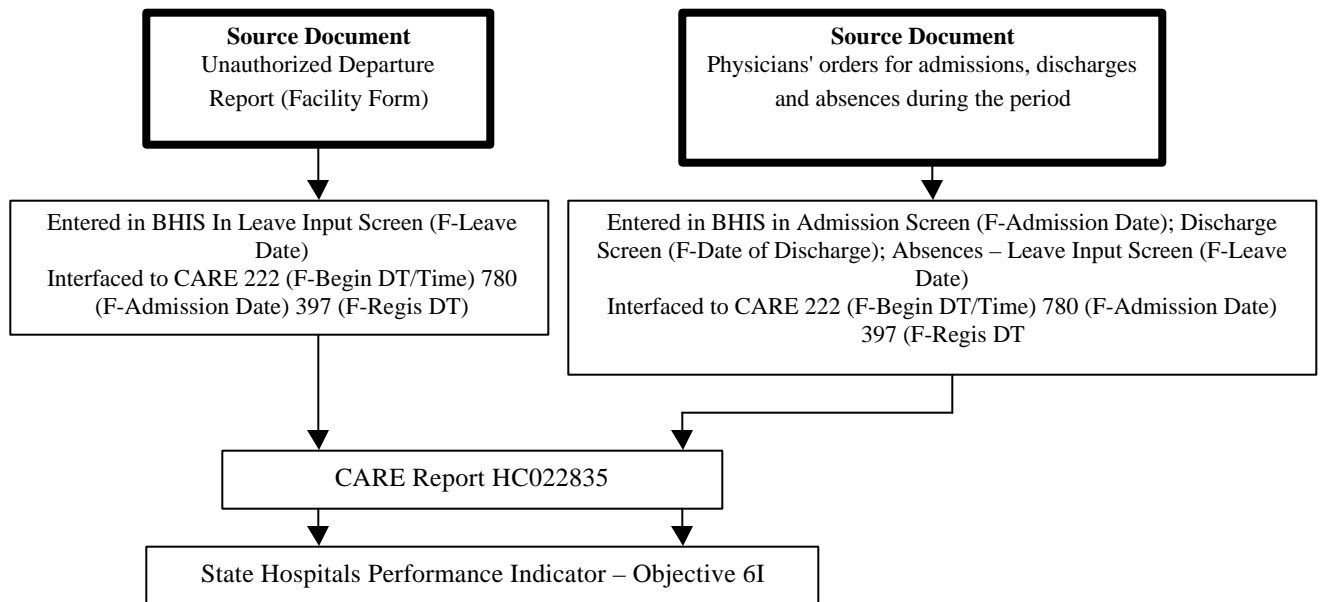 Source Document
Unauthorized Departure
Report (Facility Form)
Source Document
Physicians' orders for admissions, discharges
and absences during the period
Entered in BHIS In Leave Input Screen (F-Leave
Date)
Interfaced to CARE 222 (F-Begin DT/Time) 780
(F-Admission Date) 397 (F-Regis DT)
Entered in BHIS in Admission Screen (F-Admission Date); Discharge
Screen (F-Date of Discharge); Absences – Leave Input Screen (F-Leave
Date)
Interfaced to CARE 222 (F-Begin DT/Time) 780 (F-Admission Date)
397 (F-Regis DT
CARE Report HC022835
State Hospitals Performance Indicator – Objective 6I